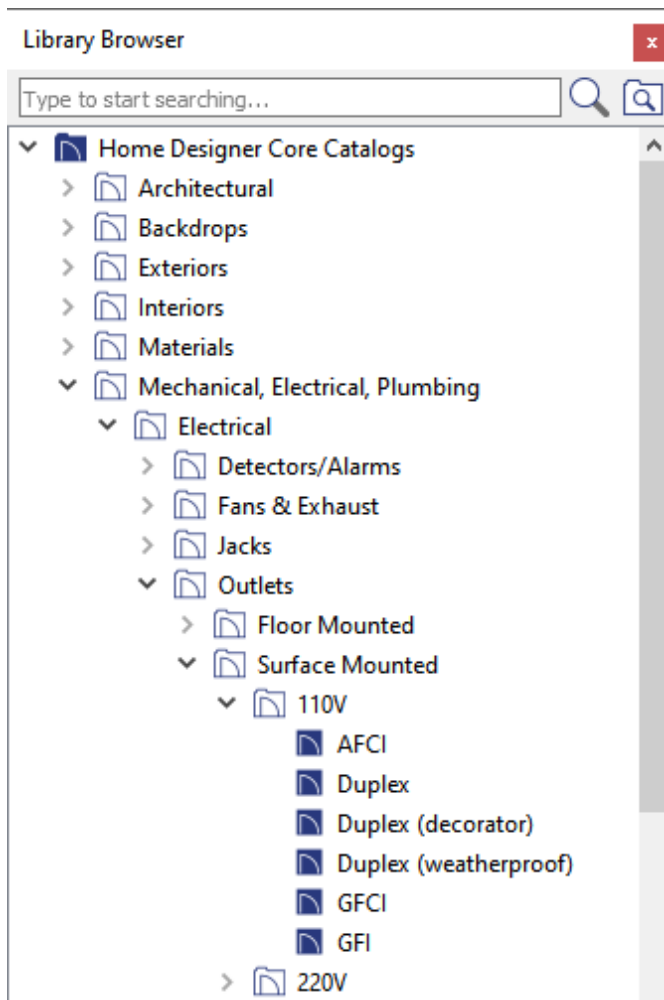 Library Browser
x
Type to start searching...
Home Designer Core Catalogs
Architectural
Backdrops
Exteriors
Interiors
Materials
Mechanical, Electrical, Plumbing
Electrical
Detectors/Alarms
Fans & Exhaust
Jacks
Outlets
Floor Mounted
Surface Mounted
110V
AFCI
Duplex
Duplex (decorator)
Duplex (weatherproof)
GFCI
GFI
220V